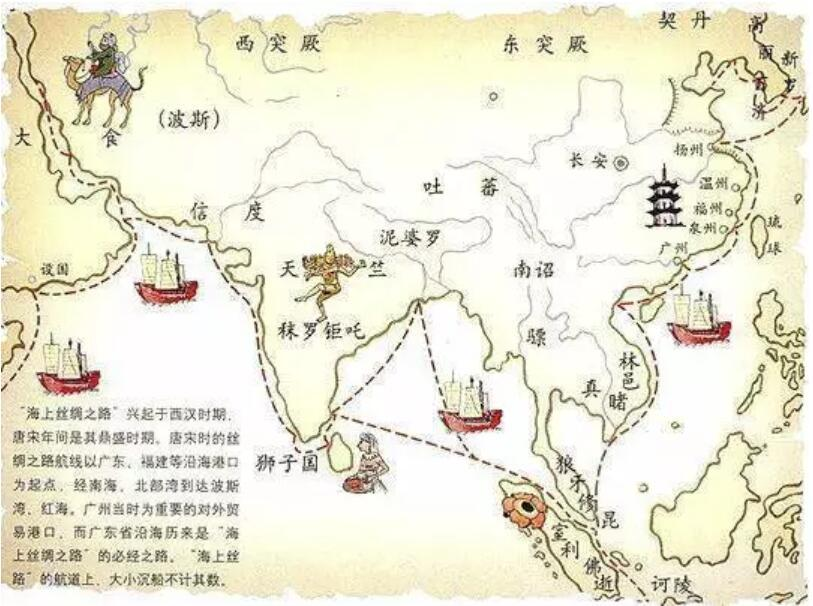 西突厥
东突厥
契丹
高丽
新罗
百济
(波斯)
大食
长安
扬州
吐蕃
温州
信度
福州
泥婆罗
泉州
琉球
广州
设国
天竺
南诏
秣罗钜吒
骠
林邑
真
睹
狮子国
狼牙修
昆
室利佛逝
诃陵
“海上丝绸之路”兴起于西汉时期，
唐宋年间是其鼎盛时期。唐宋时的丝
绸之路航线以广东、福建等沿海港口
为起点，经南海、北部湾到达波斯
湾、红海。广州当时为重要的对外贸
易港口，而广东省沿海历来是“海
上丝绸之路”的必经之路。“海上丝
路”的航道上，大小沉船不计其数。